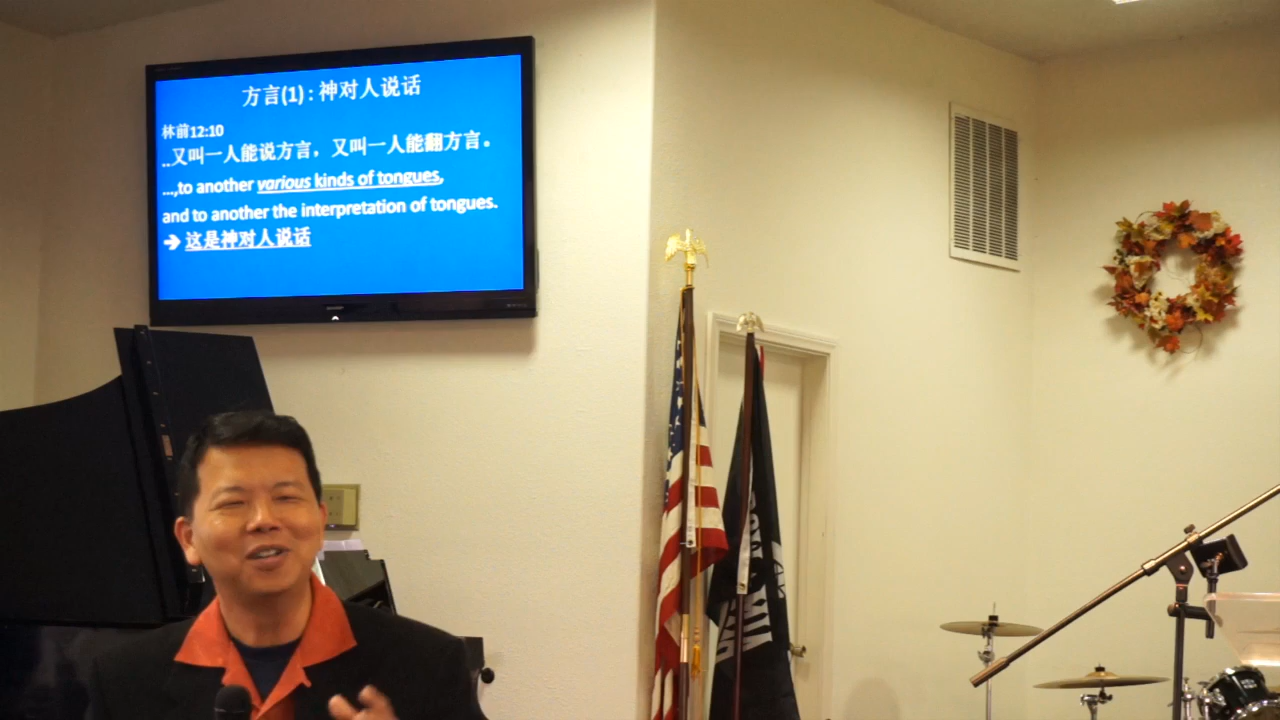 方言(1) : 神对人说话
林前12:10
..又叫一人能说方言，又叫一人能翻方言。
...,to another various kinds of tongues,
and to another the interpretation of tongues.
➔ 这是神对人说话